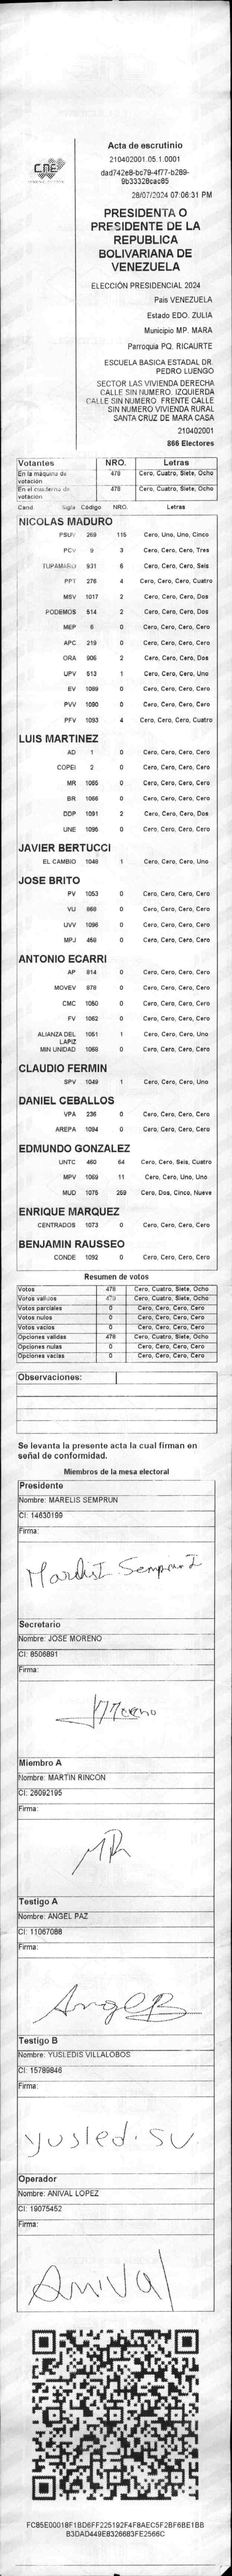 CNE
Acta de escrutinio
210402001.05.1.0001
dad742e8-bc79-4f77-b289-
9b33328cac85
28/07/2024 07:06:31 PM
PRESIDENTA O
PRESIDENTE DE LA
REPUBLICA
BOLIVARIANA DE
VENEZUELA
ELECCIÓN PRESIDENCIAL 2024
País VENEZUELA
Estado EDO. ZULIA
Municipio MP. MARA
Parroquia PQ. RICAURTE
ESCUELA BASICA ESTADAL DR.
PEDRO LUENGO
SECTOR LAS VIVIENDA DERECHA
CALLE SIN NUMERO. IZQUIERDA
CALLE SIN NUMERO. FRENTE CALLE
SIN NUMERO VIVIENDA RURAL
SANTA CRUZ DE MARA CASA
210402001
866 Electores
Votantes NRO. Letras
En la máquina de votación 478 Cero, Cuatro, Siete, Ocho
En el cuaderno de votación 478 Cero, Cuatro, Siete, Ocho
Cand Sigla Código NRO. Letras
NICOLAS MADURO
PSUV 269 115 Cero, Uno, Uno, Cinco
PCV 9 3 Cero, Cero, Cero, Tres
TUPAMARO 931 6 Cero, Cero, Cero, Seis
PPT 276 4 Cero, Cero, Cero, Cuatro
MSV 1017 2 Cero, Cero, Cero, Dos
PODEMOS 514 2 Cero, Cero, Cero, Dos
MEP 6 0 Cero, Cero, Cero, Cero
APC 219 0 Cero, Cero, Cero, Cero
ORA 906 2 Cero, Cero, Cero, Dos
UPV 513 1 Cero, Cero, Cero, Uno
EV 1089 0 Cero, Cero, Cero, Cero
PVV 1090 0 Cero, Cero, Cero, Cero
PFV 1093 4 Cero, Cero, Cero, Cuatro
LUIS MARTINEZ
AD 1 0 Cero, Cero, Cero, Cero
COPEI 2 0 Cero, Cero, Cero, Cero
MR 1065 0 Cero, Cero, Cero, Cero
BR 1066 0 Cero, Cero, Cero, Cero
DDP 1091 2 Cero, Cero, Cero, Dos
UNE 1095 0 Cero, Cero, Cero, Cero
JAVIER BERTUCCI
EL CAMBIO 1048 1 Cero, Cero, Cero, Uno
JOSE BRITO
PV 1053 0 Cero, Cero, Cero, Cero
VU 868 0 Cero, Cero, Cero, Cero
UVV 1096 0 Cero, Cero, Cero, Cero
MPJ 458 0 Cero, Cero, Cero, Cero
ANTONIO ECARRI
AP 814 0 Cero, Cero, Cero, Cero
MOVEV 878 0 Cero, Cero, Cero, Cero
CMC 1050 0 Cero, Cero, Cero, Cero
FV 1062 0 Cero, Cero, Cero, Cero
ALIANZA DEL LAPIZ 1051 1 Cero, Cero, Cero, Uno
MIN UNIDAD 1068 0 Cero, Cero, Cero, Cero
CLAUDIO FERMIN
SPV 1049 1 Cero, Cero, Cero, Uno
DANIEL CEBALLOS
VPA 236 0 Cero, Cero, Cero, Cero
AREPA 1094 0 Cero, Cero, Cero, Cero
EDMUNDO GONZALEZ
UNTC 460 64 Cero, Cero, Seis, Cuatro
MPV 1069 11 Cero, Cero, Uno, Uno
MUD 1075 259 Cero, Dos, Cinco, Nueve
ENRIQUE MARQUEZ
CENTRADOS 1073 0 Cero, Cero, Cero, Cero
BENJAMIN RAUSSEO
CONDE 1092 0 Cero, Cero, Cero, Cero
Resumen de votos
Votos 478 Cero, Cuatro, Siete, Ocho
Votos validos 478 Cero, Cuatro, Siete, Ocho
Votos parciales 0 Cero, Cero, Cero, Cero
Votos nulos 0 Cero, Cero, Cero, Cero
Votos vacios 0 Cero, Cero, Cero, Cero
Opciones validas 478 Cero, Cuatro, Siete, Ocho
Opciones nulas 0 Cero, Cero, Cero, Cero
Opciones vacias 0 Cero, Cero, Cero, Cero
Observaciones:
Se levanta la presente acta la cual firman en
señal de conformidad.
Miembros de la mesa electoral
Presidente
Nombre: MARELIS SEMPRUN
CI: 14630199
Firma:
Secretario
Nombre: JOSE MORENO
CI: 8506891
Firma:
JMoreno
Miembro A
Nombre: MARTIN RINCON
CI: 26092195
Firma:
MR
Testigo A
Nombre: ANGEL PAZ
CI: 11067088
Firma:
Testigo B
Nombre: YUSLEDIS VILLALOBOS
CI: 15789846
Firma:
Operador
Nombre: ANIVAL LOPEZ
CI: 19075452
Firma:
Anival
FC85E00018F1BD6FF225192F4F8AEC5F2BF6BE1BB
B3DAD449E8326683FE2566C